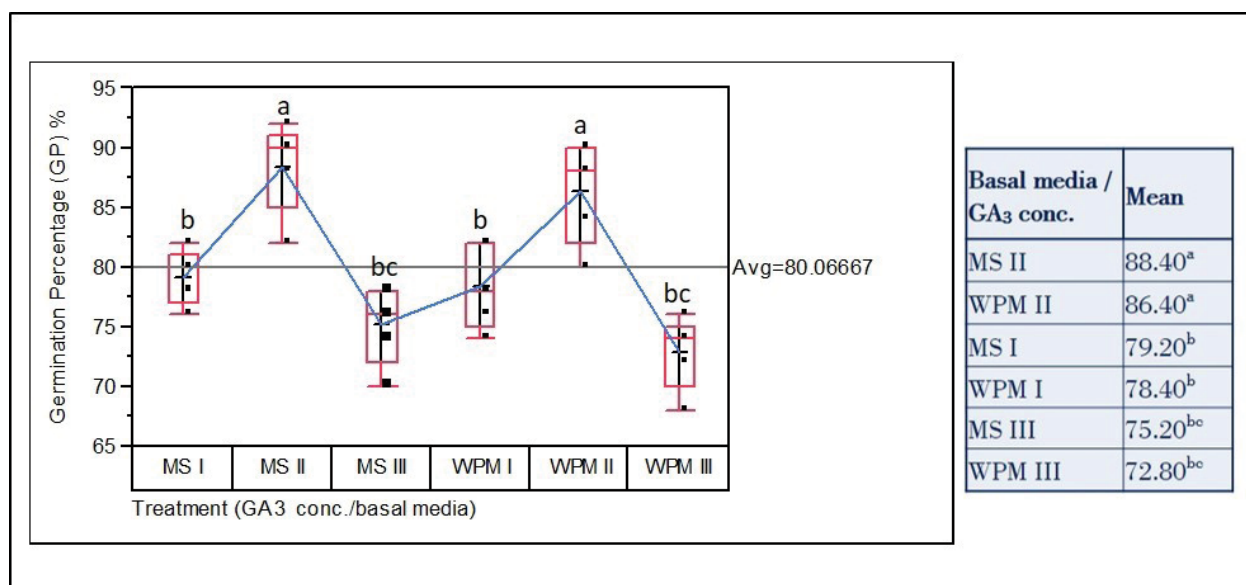 Germination Percentage (GP) %
95
90
85
80
75
70
65
b
a
bc
b
a
bc
Avg=80.06667
MS I
MS II
MS III
WPM I
WPM II
WPM III
Treatment (GA3 conc./basal media)
Basal media / GA₃ conc.
Mean
MS II 88.40ᵃ
WPM II 86.40ᵃ
MS I 79.20ᵇ
WPM I 78.40ᵇ
MS III 75.20ᵇᶜ
WPM III 72.80ᵇᶜ